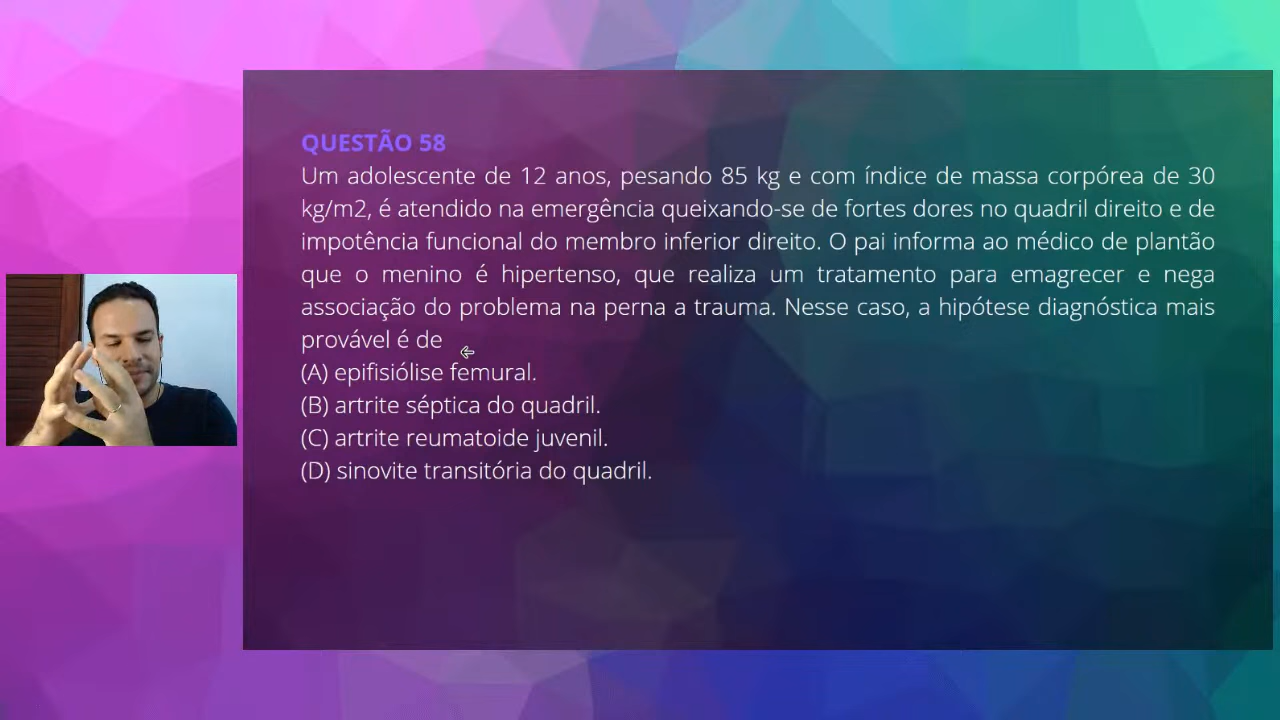 QUESTÃO 58
Um adolescente de 12 anos, pesando 85 kg e com índice de massa corpórea de 30
kg/m2, é atendido na emergência queixando-se de fortes dores no quadril direito e de
impotência funcional do membro inferior direito. O pai informa ao médico de plantão
que o menino é hipertenso, que realiza um tratamento para emagrecer e nega
associação do problema na perna a trauma. Nesse caso, a hipótese diagnóstica mais
provável é de
(A) epifisiólise femural.
(B) artrite séptica do quadril.
(C) artrite reumatoide juvenil.
(D) sinovite transitória do quadril.